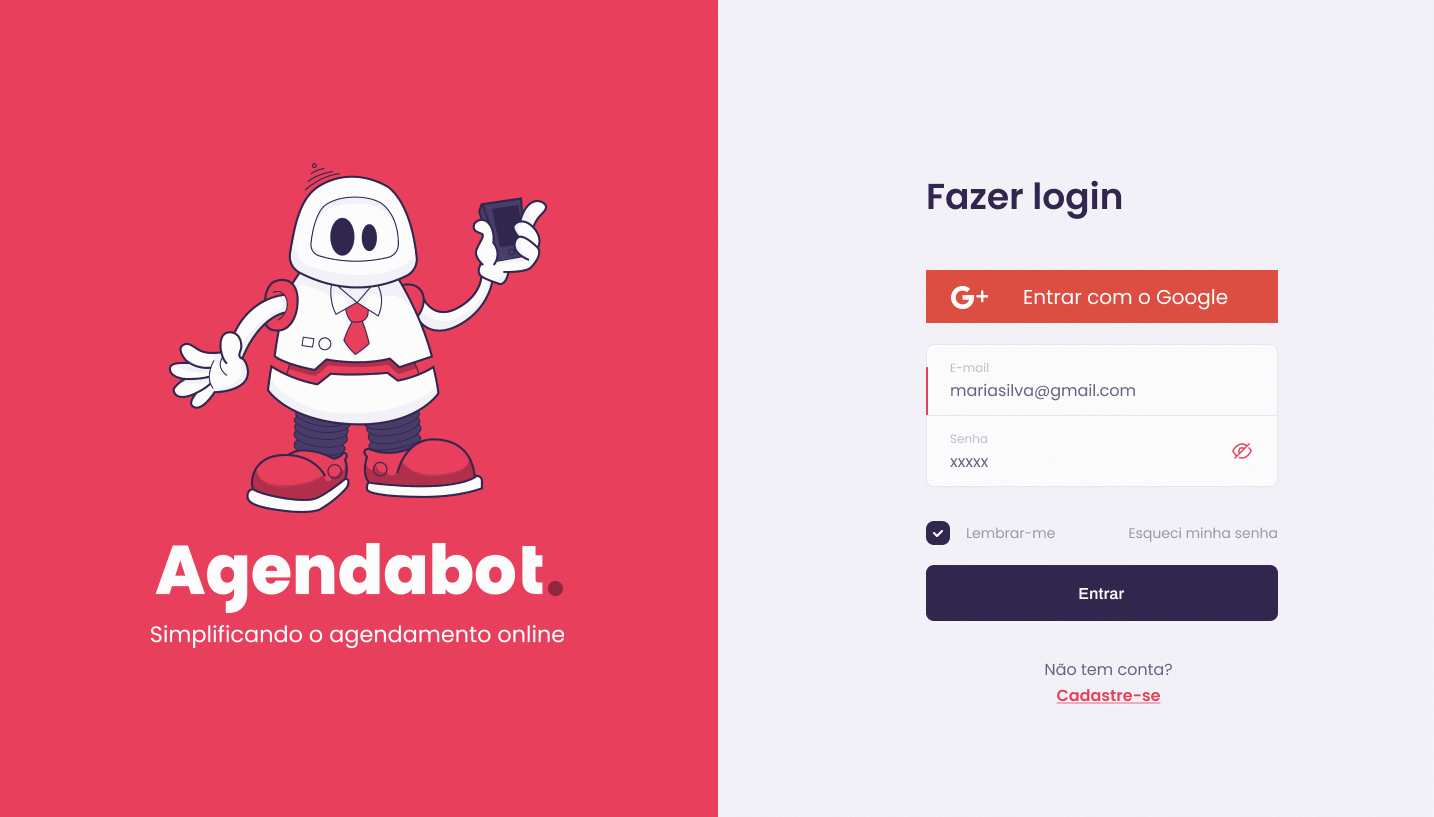 Agendabot.
Simplificando o agendamento online
Fazer login
G+ Entrar com o Google
E-mail
mariasilva@gmail.com
Senha
xxxxx
Lembrar-me
Esqueci minha senha
Entrar
Não tem conta?
Cadastre-se